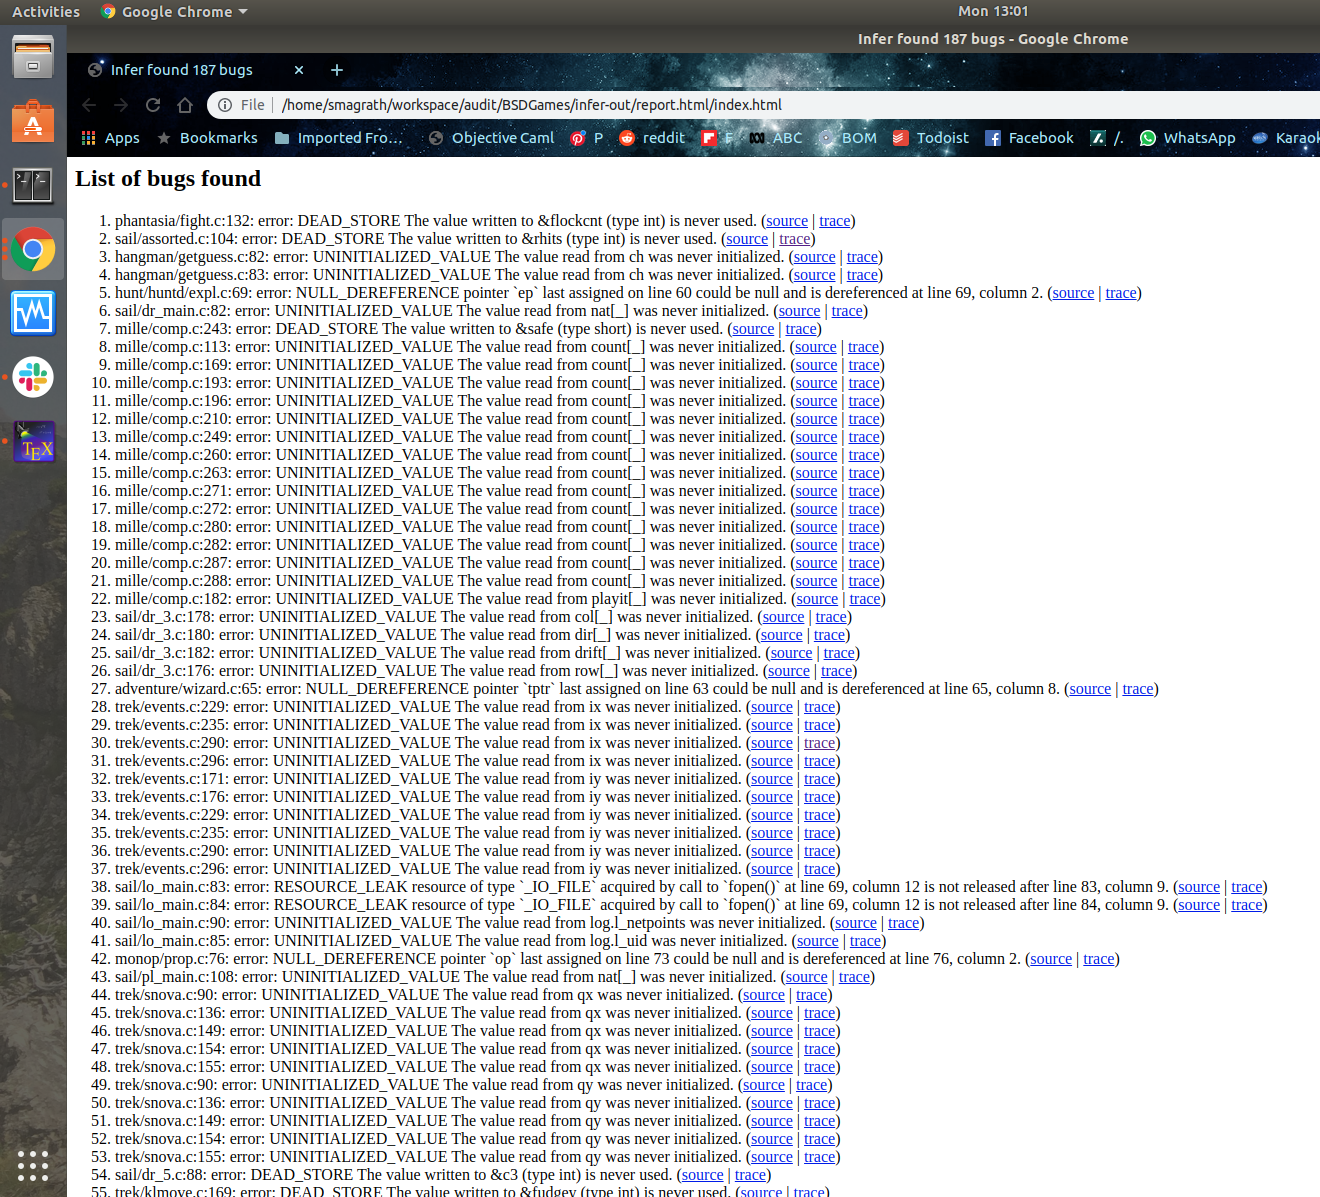 Activities Google Chrome Mon 13:01
Infer found 187 bugs - Google Chrome
Infer found 187 bugs
File /home/smagrath/workspace/audit/BSDGames/infer-out/report.html/index.html
Apps Bookmarks Imported Fro... Objective Caml P reddit F ABC BOM Todoist Facebook /. WhatsApp Karaok
List of bugs found
1. phantasia/fight.c:132: error: DEAD_STORE The value written to &flockcnt (type int) is never used. (source | trace)
2. sail/assorted.c:104: error: DEAD_STORE The value written to &rhits (type int) is never used. (source | trace)
3. hangman/getguess.c:82: error: UNINITIALIZED_VALUE The value read from ch was never initialized. (source | trace)
4. hangman/getguess.c:83: error: UNINITIALIZED_VALUE The value read from ch was never initialized. (source | trace)
5. hunt/huntd/expl.c:69: error: NULL_DEREFERENCE pointer `ep` last assigned on line 60 could be null and is dereferenced at line 69, column 2. (source | trace)
6. sail/dr_main.c:82: error: UNINITIALIZED_VALUE The value read from nat[_] was never initialized. (source | trace)
7. mille/comp.c:243: error: DEAD_STORE The value written to &safe (type short) is never used. (source | trace)
8. mille/comp.c:113: error: UNINITIALIZED_VALUE The value read from count[_] was never initialized. (source | trace)
9. mille/comp.c:169: error: UNINITIALIZED_VALUE The value read from count[_] was never initialized. (source | trace)
10. mille/comp.c:193: error: UNINITIALIZED_VALUE The value read from count[_] was never initialized. (source | trace)
11. mille/comp.c:196: error: UNINITIALIZED_VALUE The value read from count[_] was never initialized. (source | trace)
12. mille/comp.c:210: error: UNINITIALIZED_VALUE The value read from count[_] was never initialized. (source | trace)
13. mille/comp.c:249: error: UNINITIALIZED_VALUE The value read from count[_] was never initialized. (source | trace)
14. mille/comp.c:260: error: UNINITIALIZED_VALUE The value read from count[_] was never initialized. (source | trace)
15. mille/comp.c:263: error: UNINITIALIZED_VALUE The value read from count[_] was never initialized. (source | trace)
16. mille/comp.c:271: error: UNINITIALIZED_VALUE The value read from count[_] was never initialized. (source | trace)
17. mille/comp.c:272: error: UNINITIALIZED_VALUE The value read from count[_] was never initialized. (source | trace)
18. mille/comp.c:280: error: UNINITIALIZED_VALUE The value read from count[_] was never initialized. (source | trace)
19. mille/comp.c:282: error: UNINITIALIZED_VALUE The value read from count[_] was never initialized. (source | trace)
20. mille/comp.c:287: error: UNINITIALIZED_VALUE The value read from count[_] was never initialized. (source | trace)
21. mille/comp.c:288: error: UNINITIALIZED_VALUE The value read from count[_] was never initialized. (source | trace)
22. mille/comp.c:182: error: UNINITIALIZED_VALUE The value read from playit[_] was never initialized. (source | trace)
23. sail/dr_3.c:178: error: UNINITIALIZED_VALUE The value read from col[_] was never initialized. (source | trace)
24. sail/dr_3.c:180: error: UNINITIALIZED_VALUE The value read from dir[_] was never initialized. (source | trace)
25. sail/dr_3.c:182: error: UNINITIALIZED_VALUE The value read from drift[_] was never initialized. (source | trace)
26. sail/dr_3.c:176: error: UNINITIALIZED_VALUE The value read from row[_] was never initialized. (source | trace)
27. adventure/wizard.c:65: error: NULL_DEREFERENCE pointer `tptr` last assigned on line 63 could be null and is dereferenced at line 65, column 8. (source | trace)
28. trek/events.c:229: error: UNINITIALIZED_VALUE The value read from ix was never initialized. (source | trace)
29. trek/events.c:235: error: UNINITIALIZED_VALUE The value read from ix was never initialized. (source | trace)
30. trek/events.c:290: error: UNINITIALIZED_VALUE The value read from ix was never initialized. (source | trace)
31. trek/events.c:296: error: UNINITIALIZED_VALUE The value read from ix was never initialized. (source | trace)
32. trek/events.c:171: error: UNINITIALIZED_VALUE The value read from iy was never initialized. (source | trace)
33. trek/events.c:176: error: UNINITIALIZED_VALUE The value read from iy was never initialized. (source | trace)
34. trek/events.c:229: error: UNINITIALIZED_VALUE The value read from iy was never initialized. (source | trace)
35. trek/events.c:235: error: UNINITIALIZED_VALUE The value read from iy was never initialized. (source | trace)
36. trek/events.c:290: error: UNINITIALIZED_VALUE The value read from iy was never initialized. (source | trace)
37. trek/events.c:296: error: UNINITIALIZED_VALUE The value read from iy was never initialized. (source | trace)
38. sail/lo_main.c:83: error: RESOURCE_LEAK resource of type `_IO_FILE` acquired by call to `fopen()` at line 69, column 12 is not released after line 83, column 9. (source | trace)
39. sail/lo_main.c:84: error: RESOURCE_LEAK resource of type `_IO_FILE` acquired by call to `fopen()` at line 69, column 12 is not released after line 84, column 9. (source | trace)
40. sail/lo_main.c:90: error: UNINITIALIZED_VALUE The value read from log.l_netpoints was never initialized. (source | trace)
41. sail/lo_main.c:85: error: UNINITIALIZED_VALUE The value read from log.l_uid was never initialized. (source | trace)
42. monop/prop.c:76: error: NULL_DEREFERENCE pointer `op` last assigned on line 73 could be null and is dereferenced at line 76, column 2. (source | trace)
43. sail/pl_main.c:108: error: UNINITIALIZED_VALUE The value read from nat[_] was never initialized. (source | trace)
44. trek/snova.c:90: error: UNINITIALIZED_VALUE The value read from qx was never initialized. (source | trace)
45. trek/snova.c:136: error: UNINITIALIZED_VALUE The value read from qx was never initialized. (source | trace)
46. trek/snova.c:149: error: UNINITIALIZED_VALUE The value read from qx was never initialized. (source | trace)
47. trek/snova.c:154: error: UNINITIALIZED_VALUE The value read from qx was never initialized. (source | trace)
48. trek/snova.c:155: error: UNINITIALIZED_VALUE The value read from qx was never initialized. (source | trace)
49. trek/snova.c:90: error: UNINITIALIZED_VALUE The value read from qy was never initialized. (source | trace)
50. trek/snova.c:136: error: UNINITIALIZED_VALUE The value read from qy was never initialized. (source | trace)
51. trek/snova.c:149: error: UNINITIALIZED_VALUE The value read from qy was never initialized. (source | trace)
52. trek/snova.c:154: error: UNINITIALIZED_VALUE The value read from qy was never initialized. (source | trace)
53. trek/snova.c:155: error: UNINITIALIZED_VALUE The value read from qy was never initialized. (source | trace)
54. sail/dr_5.c:88: error: DEAD_STORE The value written to &c3 (type int) is never used. (source | trace)
55. trek/klmove.c:169: error: DEAD_STORE The value written to &fudgey (type int) is never used. (source | trace)